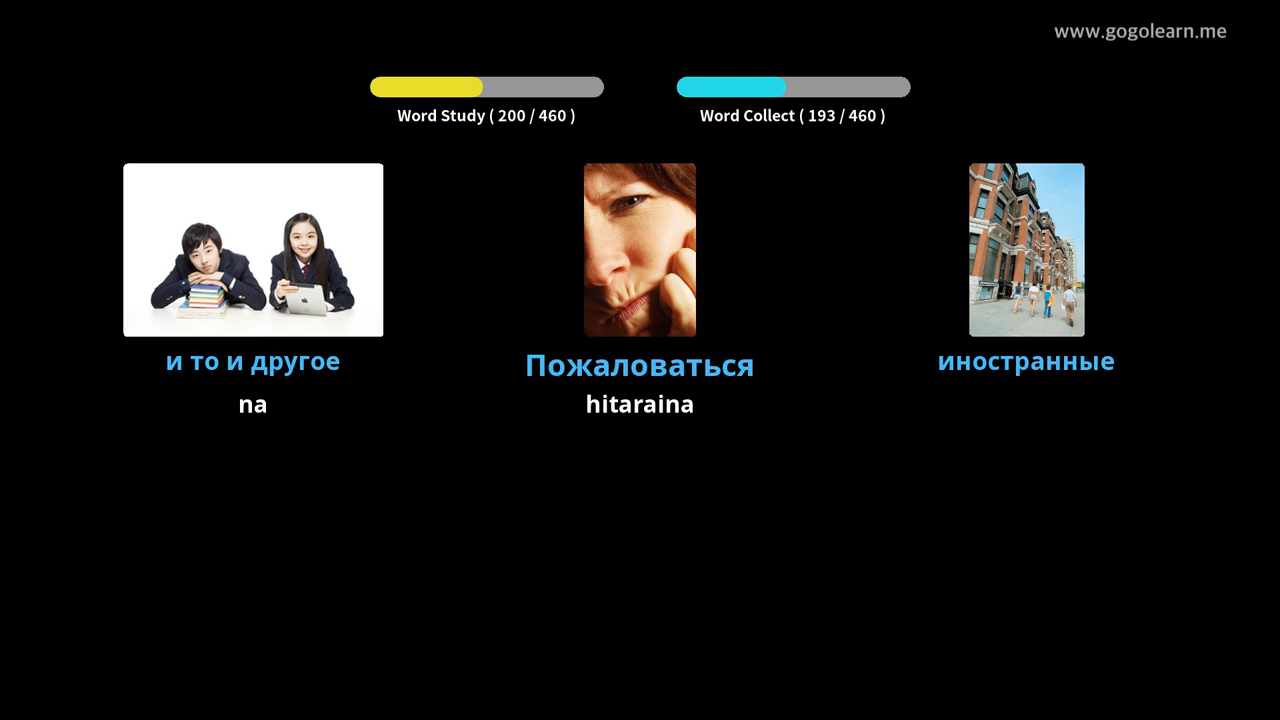 www.gogolearn.me
Word Study ( 200 / 460 )
Word Collect ( 193 / 460 )
и то и другое
na
Пожаловаться
hitaraina
иностранные